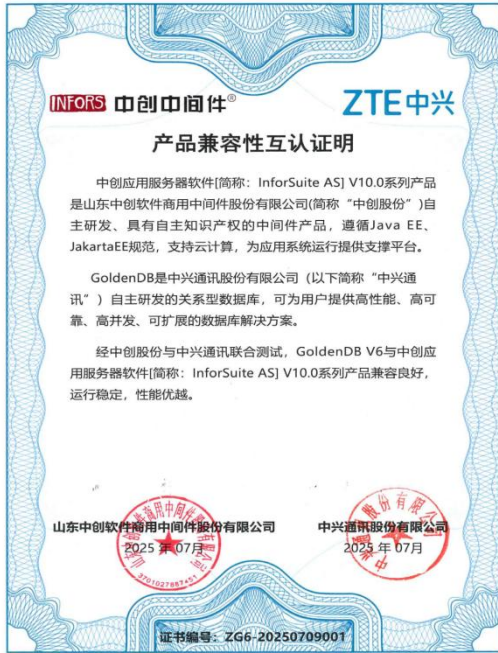 INFORS 中创中间件®
ZTE中兴
产品兼容性互认证明
中创应用服务器软件[简称：InforSuite AS] V10.0系列产品
是山东中创软件商用中间件股份有限公司(简称“中创股份”)自
主研发、具有自主知识产权的中间件产品，遵循Java EE、
JakartaEE规范，支持云计算，为应用系统运行提供支撑平台。
GoldenDB是中兴通讯股份有限公司（以下简称“中兴通
讯”）自主研发的关系型数据库，可为用户提供高性能、高可
靠、高并发、可扩展的数据库解决方案。
经中创股份与中兴通讯联合测试，GoldenDB V6与中创应
用服务器软件[简称：InforSuite AS] V10.0系列产品兼容良好，
运行稳定，性能优越。
山东中创软件商用中间件股份有限公司
2025 年 07月
中兴通讯股份有限公司
2025 年 07月
证书编号：ZG6-20250709001